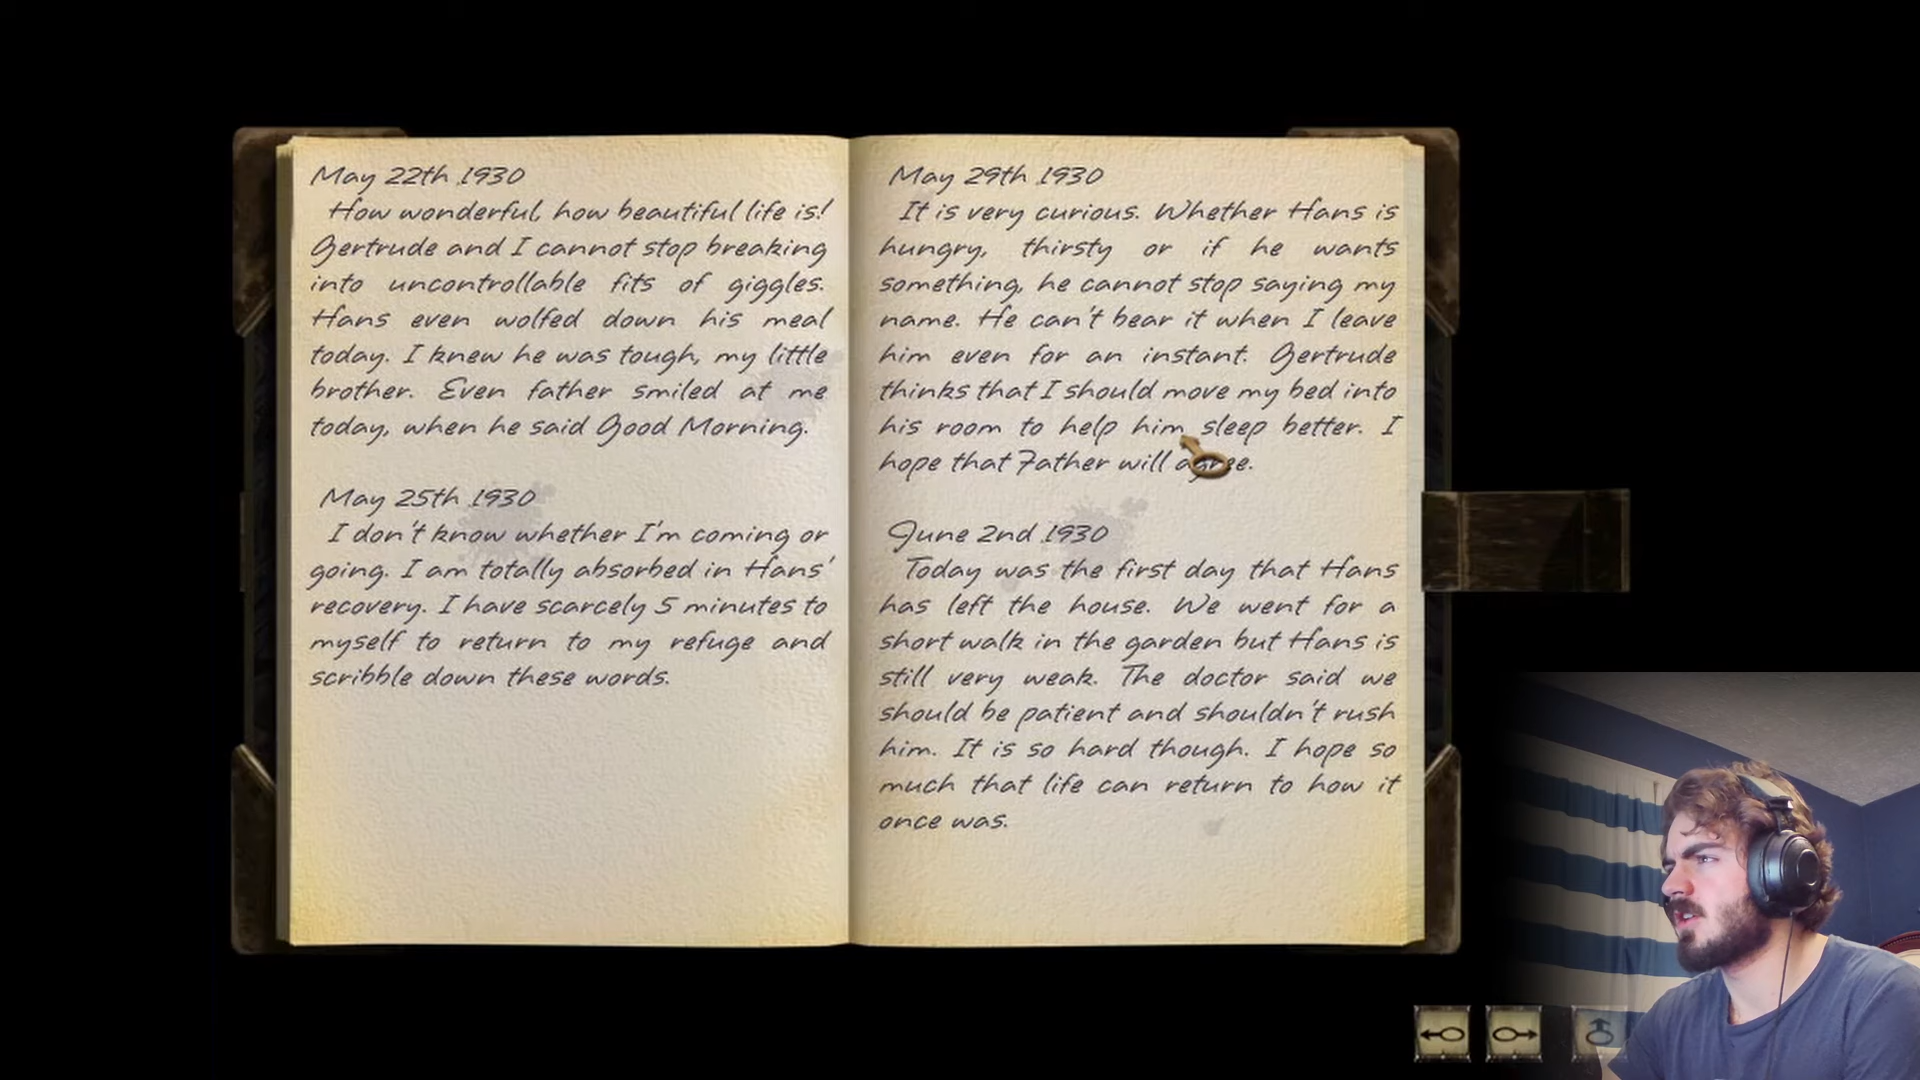 May 22th 1930
How wonderful, how beautiful life is!
Gertrude and I cannot stop breaking
into uncontrollable fits of giggles.
Hans even wolfed down his meal
today. I knew he was tough, my little
brother. Even father smiled at me
today, when he said Good Morning.
May 25th 1930
I don't know whether I'm coming or
going. I am totally absorbed in Hans'
recovery. I have scarcely 5 minutes to
myself to return to my refuge and
scribble down these words.
May 29th 1930
It is very curious. Whether Hans is
hungry, thirsty or if he wants
something, he cannot stop saying my
name. He can't bear it when I leave
him even for an instant. Gertrude
thinks that I should move my bed into
his room to help him sleep better. I
hope that Father will agree.
June 2nd 1930
Today was the first day that Hans
has left the house. We went for a
short walk in the garden but Hans is
still very weak. The doctor said we
should be patient and shouldn't rush
him. It is so hard though. I hope so
much that life can return to how it
once was.